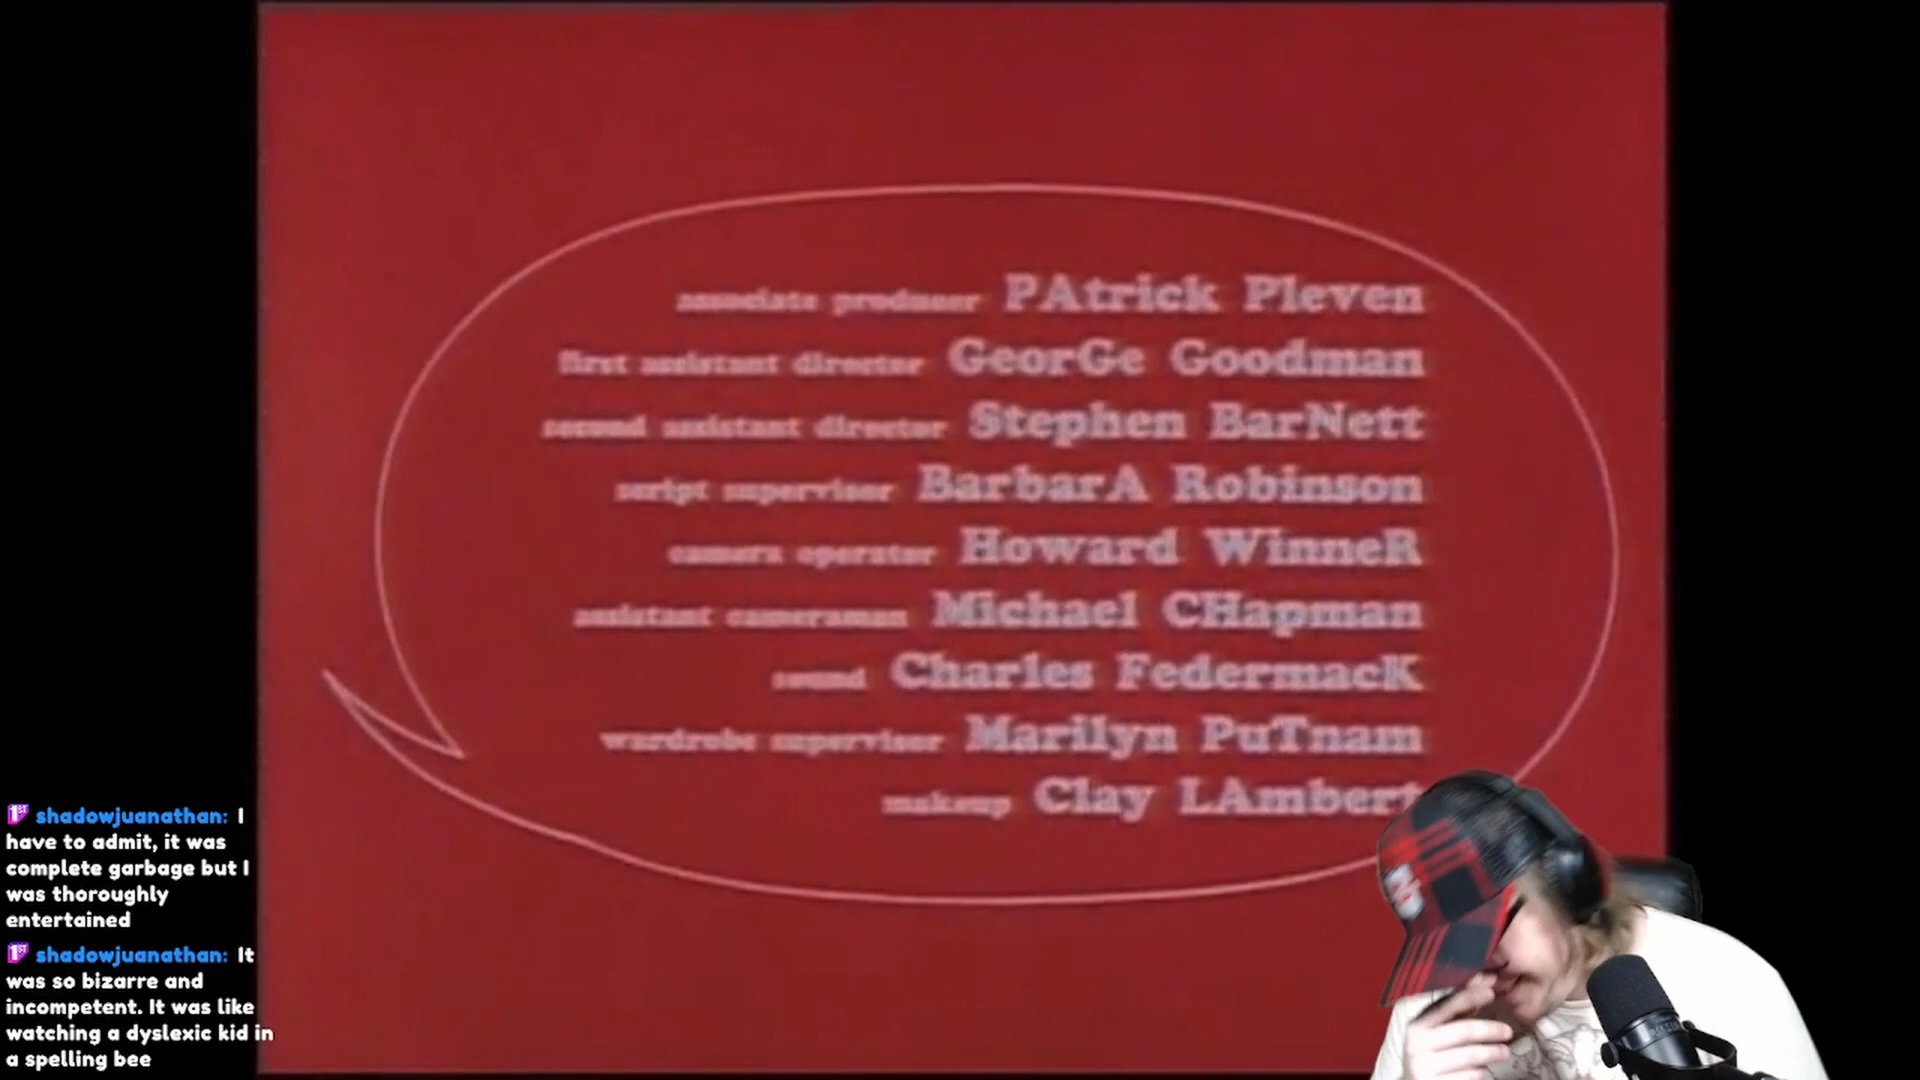 associate producer PAtrick Pleven
first assistant director GeorGe Goodman
second assistant director Stephen BarNett
script supervisor BarbarA Robinson
camera operator Howard WinneR
assistant cameraman Michael CHapman
sound Charles FedermacK
wardrobe supervisor Marilyn PuTnam
makeup Clay LAmbert
shadowjuanathan: I
have to admit, it was
complete garbage but I
was thoroughly
entertained
shadowjuanathan: It
was so bizarre and
incompetent. It was like
watching a dyslexic kid in
a spelling bee